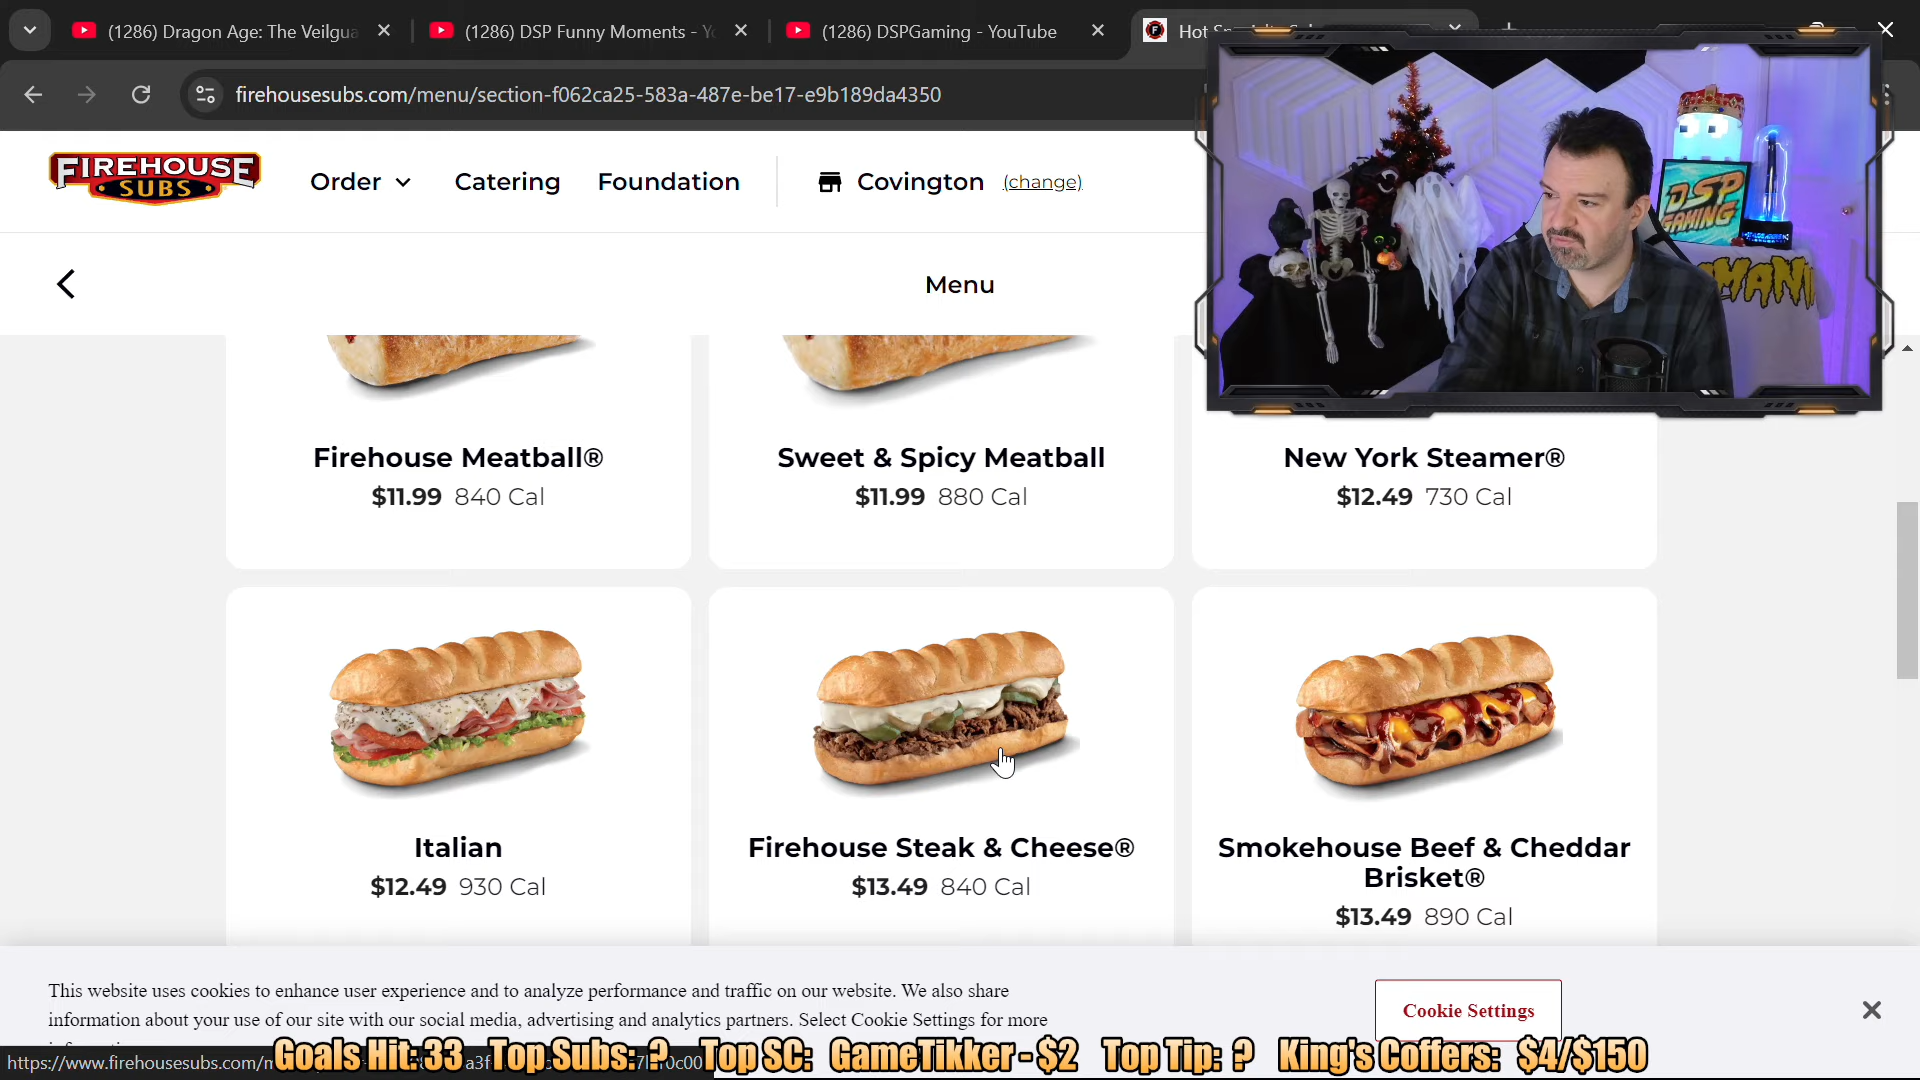 (1286) Dragon Age: The Veilgua
(1286) DSP Funny Moments - Yo
(1286) DSPGaming - YouTube
firehousesubs.com/menu/section-f062ca25-583a-487e-be17-e9b189da4350
FIREHOUSE
SUBS
Order
Catering
Foundation
Covington (change)
DSP
GAMING
Menu
Firehouse Meatball®
$11.99 840 Cal
Sweet & Spicy Meatball
$11.99 880 Cal
New York Steamer®
$12.49 730 Cal
Italian
$12.49 930 Cal
Firehouse Steak & Cheese®
$13.49 840 Cal
Smokehouse Beef & Cheddar
Brisket®
$13.49 890 Cal
This website uses cookies to enhance user experience and to analyze performance and traffic on our website. We also share
information about your use of our site with our social media, advertising and analytics partners. Select Cookie Settings for more
Cookie Settings
https://www.firehousesubs.com/m
Goals Hit: 33 Top Subs: ? Top SC: GameTikker - $2 Top Tip: ? King's Coffers: $4/$150